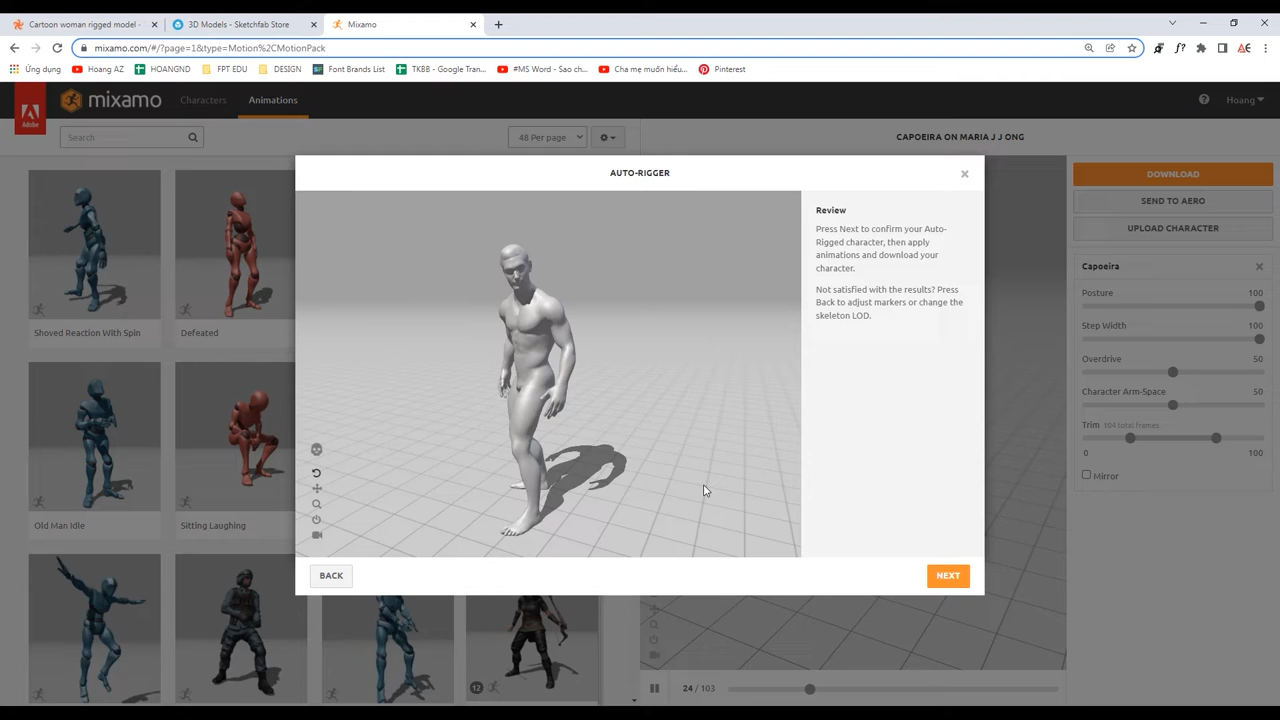 Cartoon woman rigged model -
3D Models - Sketchfab Store
Mixamo
mixamo.com/#/?page=1&type=Motion%2CMotionPack
Ứng dụng
Hoang AZ
HOANGND
FPT EDU
DESIGN
Font Brands List
TKBB - Google Tran...
#MS Word - Sao ch...
Cha mẹ muốn hiểu...
Pinterest
Adobe
mixamo
Characters
Animations
Hoang
Search
48 Per page
CAPOEIRA ON MARIA J J ONG
AUTO-RIGGER
Review
Press Next to confirm your Auto-
Rigged character, then apply
animations and download your
character.
Not satisfied with the results? Press
Back to adjust markers or change the
skeleton LOD.
BACK
NEXT
DOWNLOAD
SEND TO AERO
UPLOAD CHARACTER
Capoeira
Posture 100
Step Width 100
Overdrive 50
Character Arm-Space 50
Trim 104 total frames
0 100
Mirror
Shoved Reaction With Spin
Defeated
Old Man Idle
Sitting Laughing
12
24 / 103